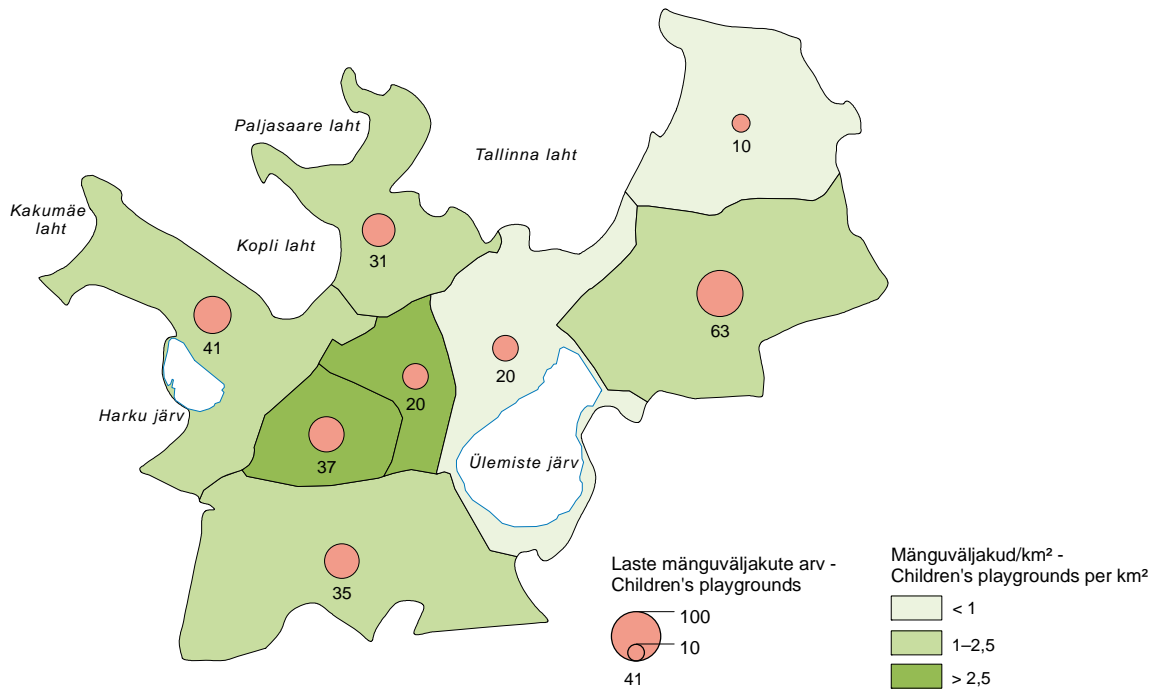 10
Paljasaare laht
Tallinna laht
Kakumäe
laht
Kopli laht
31
63
41
20
20
Harku järv
37
Ülemiste järv
35
Laste mänguväljakute arv -
Children's playgrounds
100
10
41
Mänguväljakud/km² -
Children's playgrounds per km²
< 1
1–2,5
> 2,5